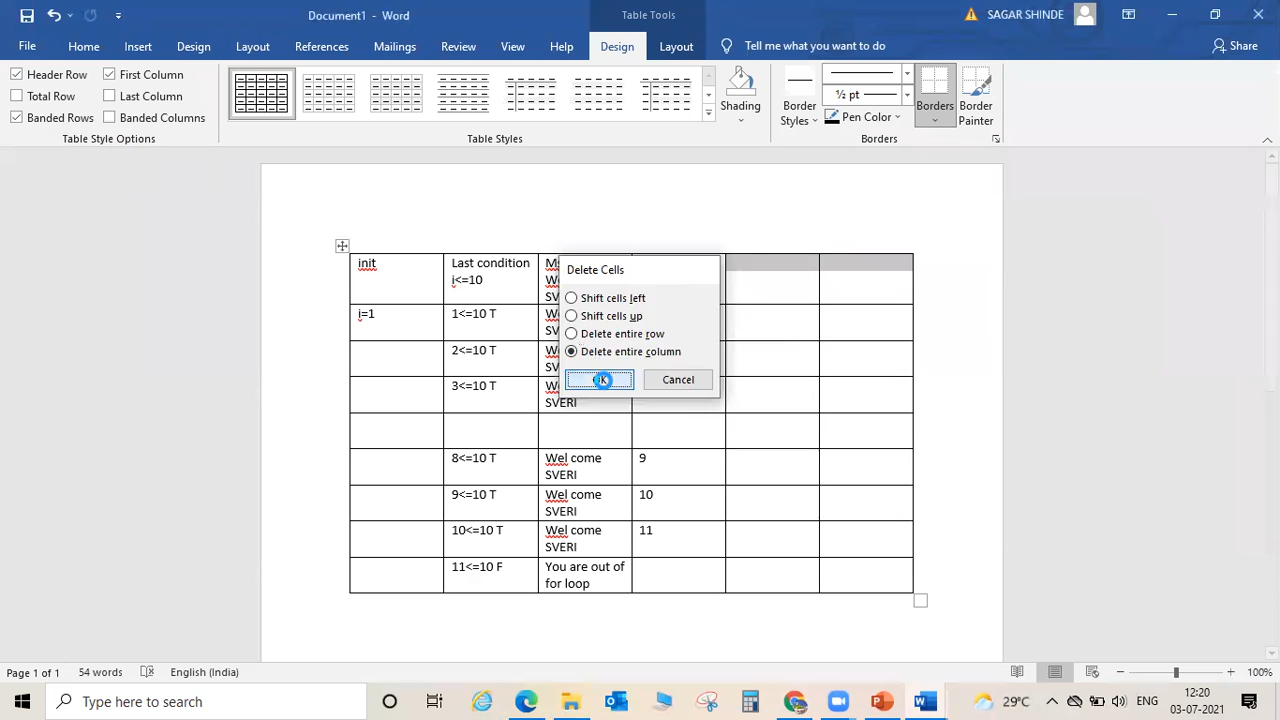 Document1 - Word
Table Tools
SAGAR SHINDE
File Home Insert Design Layout References Mailings Review View Help Design Layout Tell me what you want to do Share
Header Row First Column
Total Row Last Column
Banded Rows Banded Columns
Table Style Options
Table Styles
Shading
Border Styles
½ pt
Pen Color
Borders
Border Painter
Borders
init Last condition
i<=10
Delete Cells
Shift cells left
Shift cells up
Delete entire row
Delete entire column
Cancel
i=1 1<=10 T
2<=10 T
3<=10 T
SVERI
8<=10 T Wel come 9
SVERI
9<=10 T Wel come 10
SVERI
10<=10 T Wel come 11
SVERI
11<=10 F You are out of
for loop
Page 1 of 1 54 words English (India) 100%
Type here to search
29°C ENG 12:20
03-07-2021